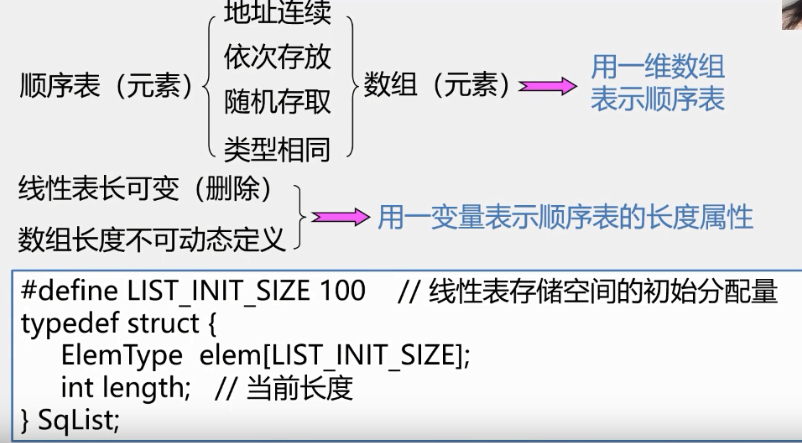 顺序表（元素）
地址连续
依次存放
随机存取
类型相同
数组（元素）
用一维数组
表示顺序表
线性表长可变（删除）
数组长度不可动态定义
用一变量表示顺序表的长度属性
#define LIST_INIT_SIZE 100 // 线性表存储空间的初始分配量
typedef struct {
ElemType elem[LIST_INIT_SIZE];
int length; // 当前长度
} SqList;